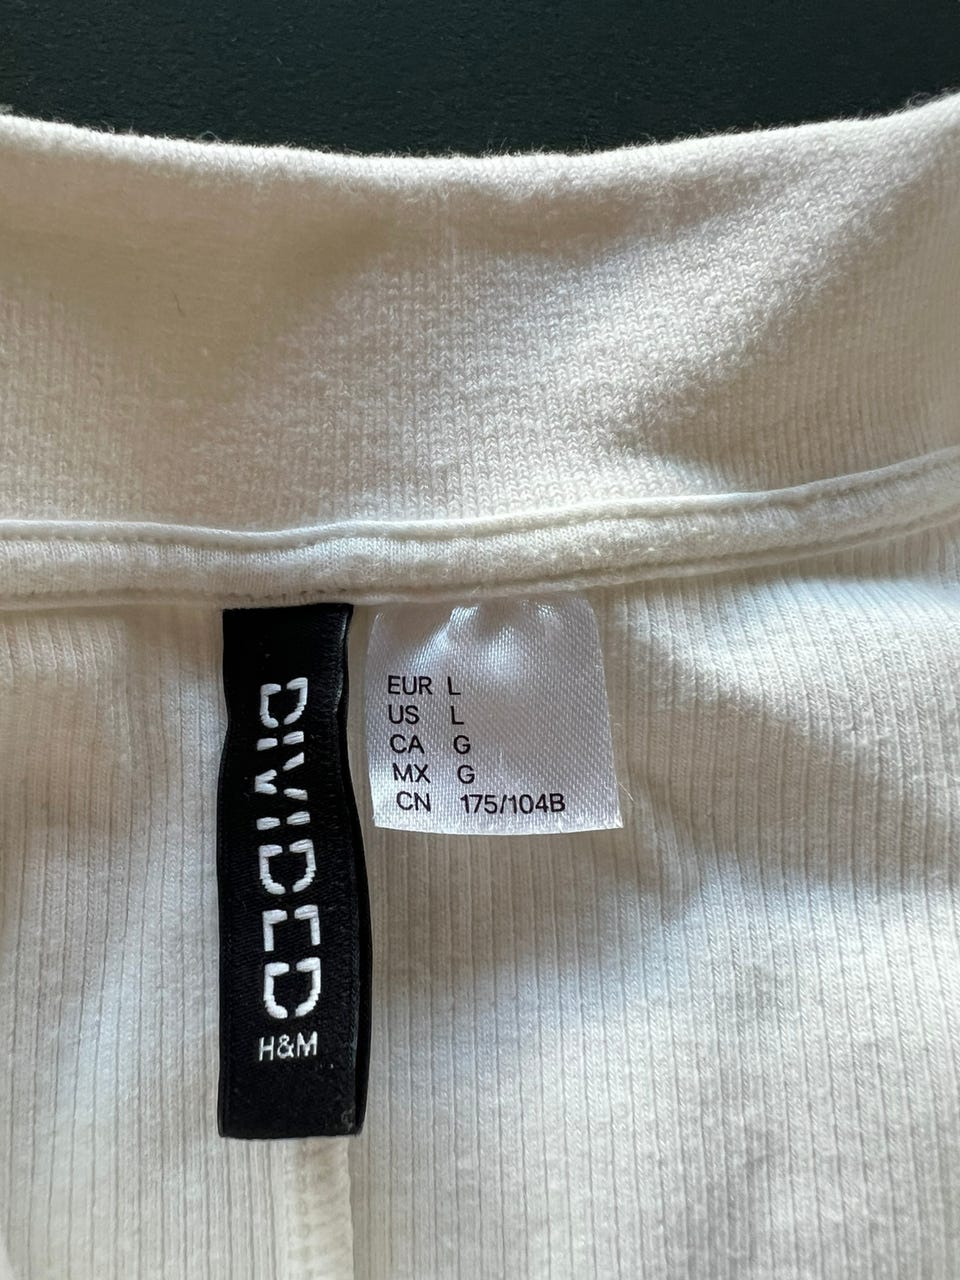 DIVIDED
H&M
EUR L
US L
CA G
MX G
CN 175/104B